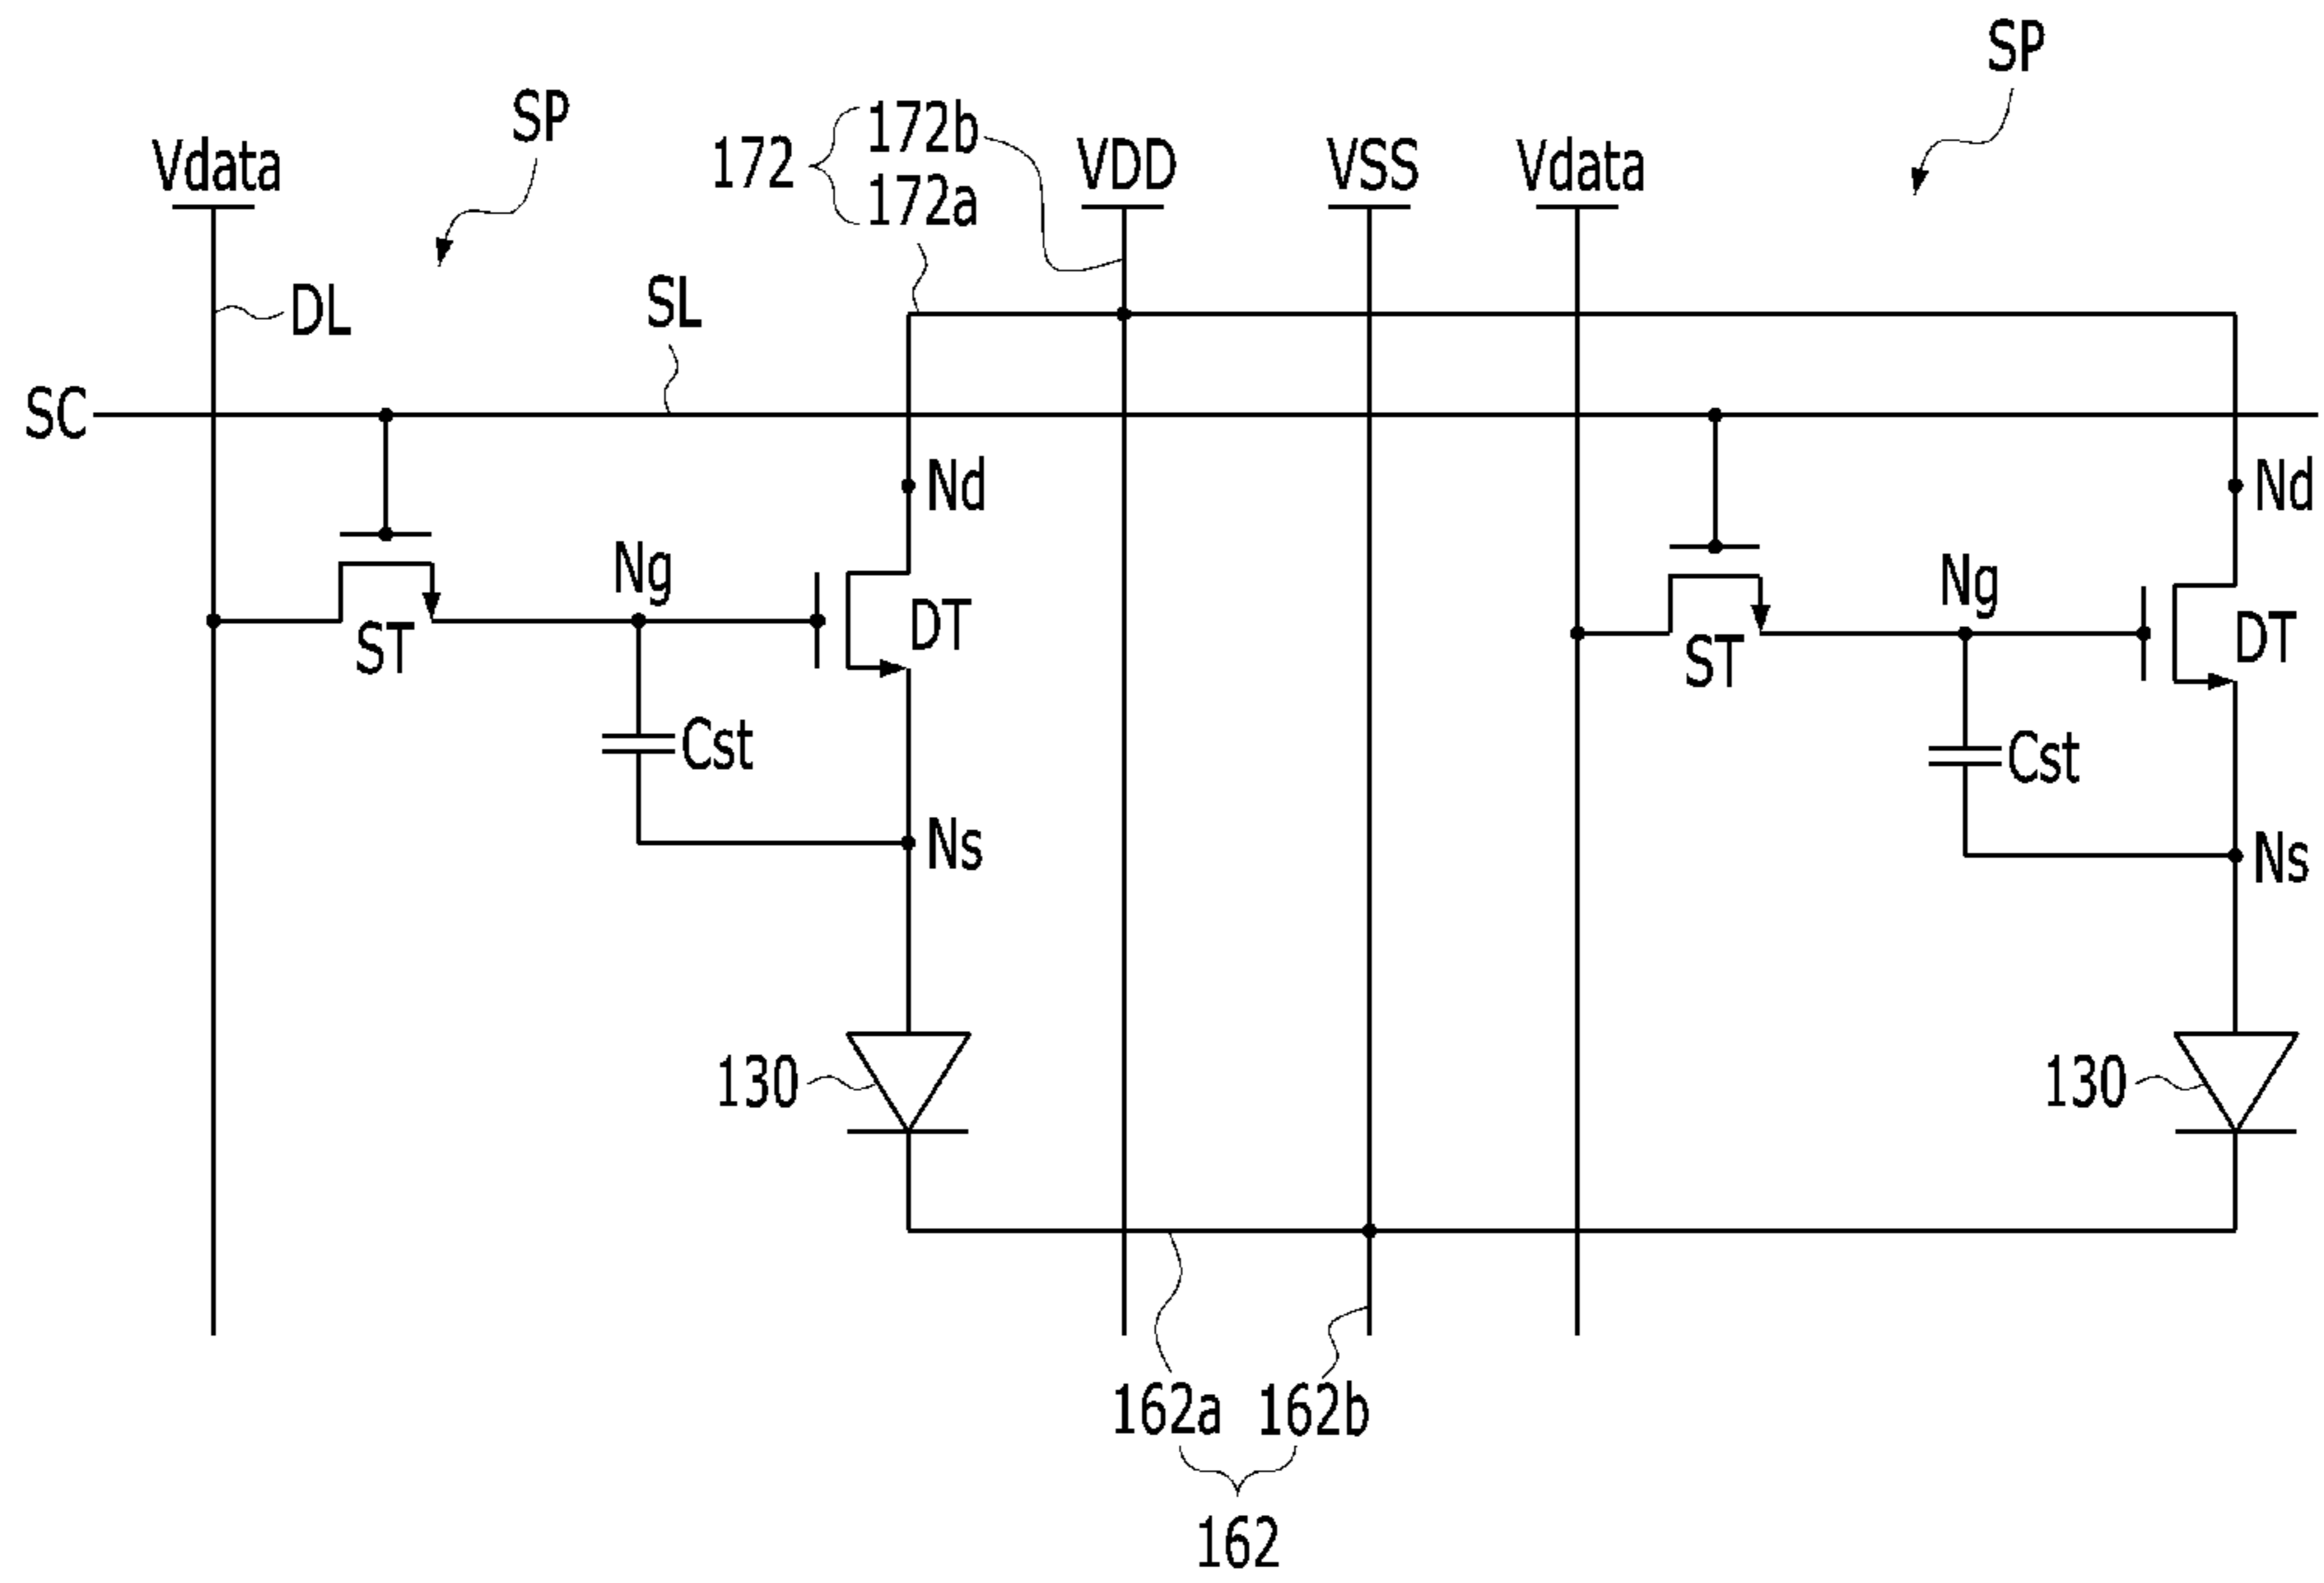 SP
SP
172
172b
172a
Vdata
VDD
VSS
Vdata
DL
SL
SC
Nd
Nd
Ng
Ng
DT
DT
ST
ST
Cst
Cst
Ns
Ns
130
130
162a
162b
162